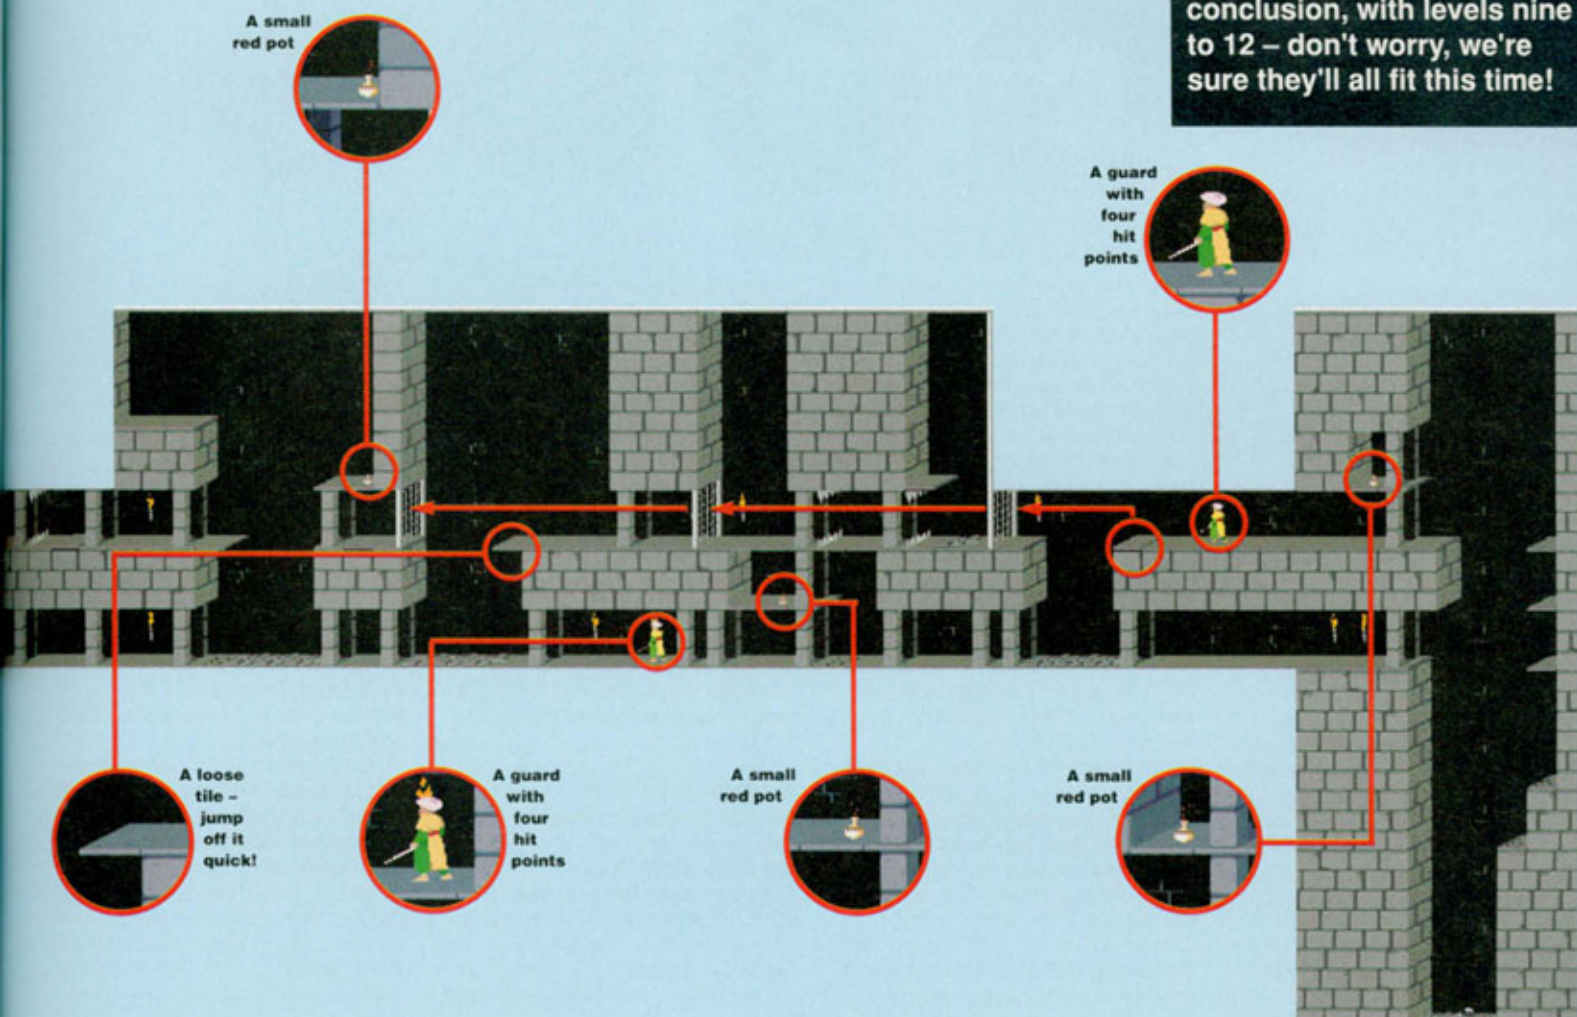 A small
red pot
conclusion, with levels nine
to 12 – don't worry, we're
sure they'll all fit this time!
A guard
with
four
hit
points
A loose
tile –
jump
off it
quick!
A guard
with
four
hit
points
A small
red pot
A small
red pot